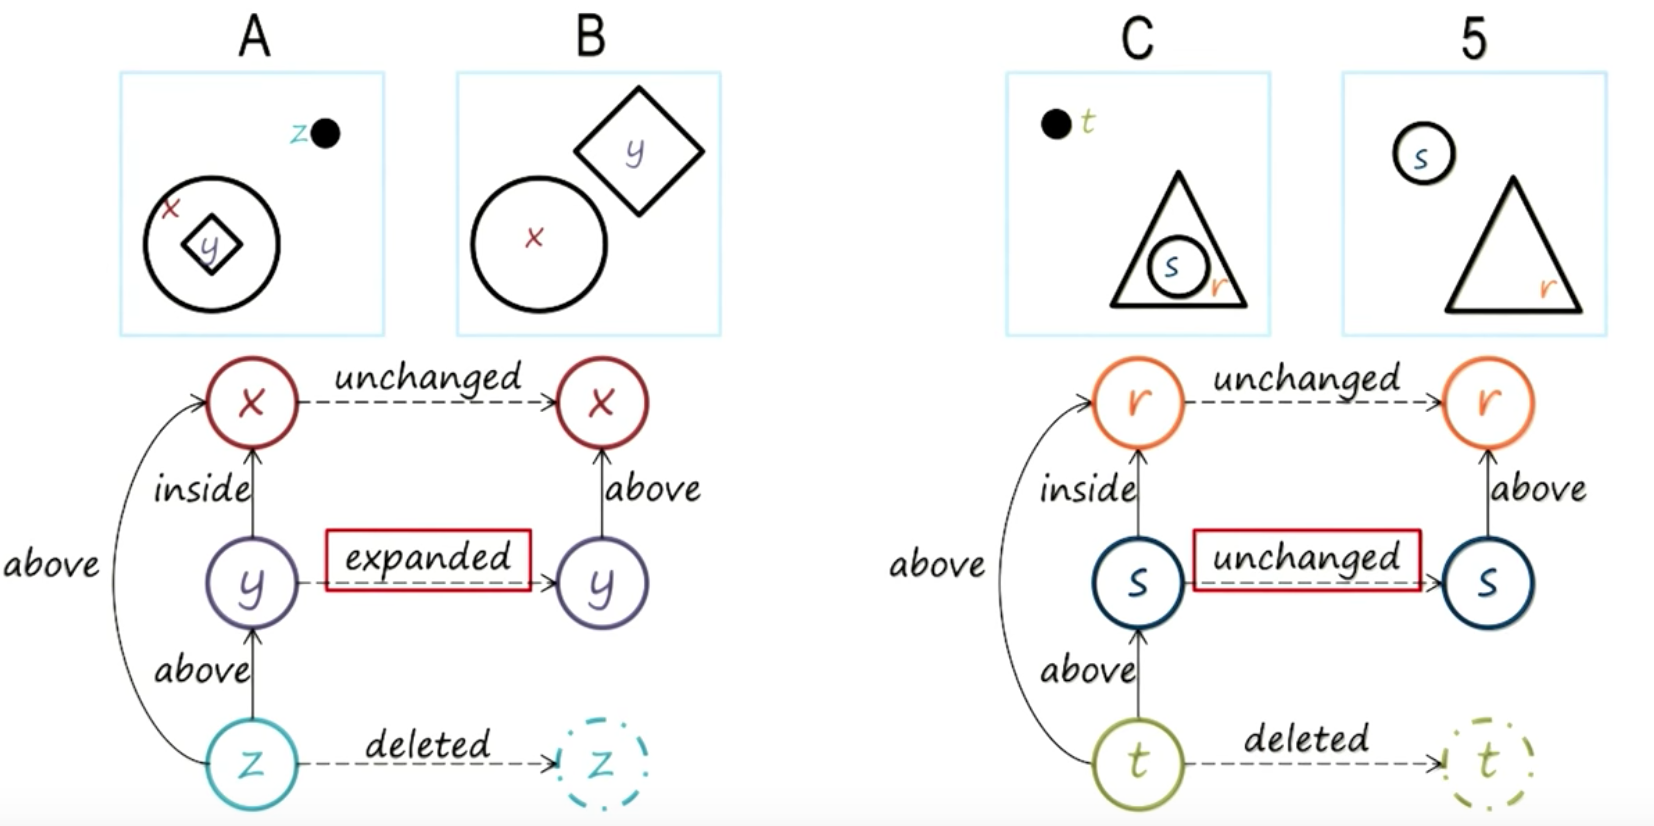 A B C 5
z t
y s
x s
y x r r
x unchanged x r unchanged r
inside above inside above
above y expanded y above s unchanged s
above above
z deleted z t deleted t